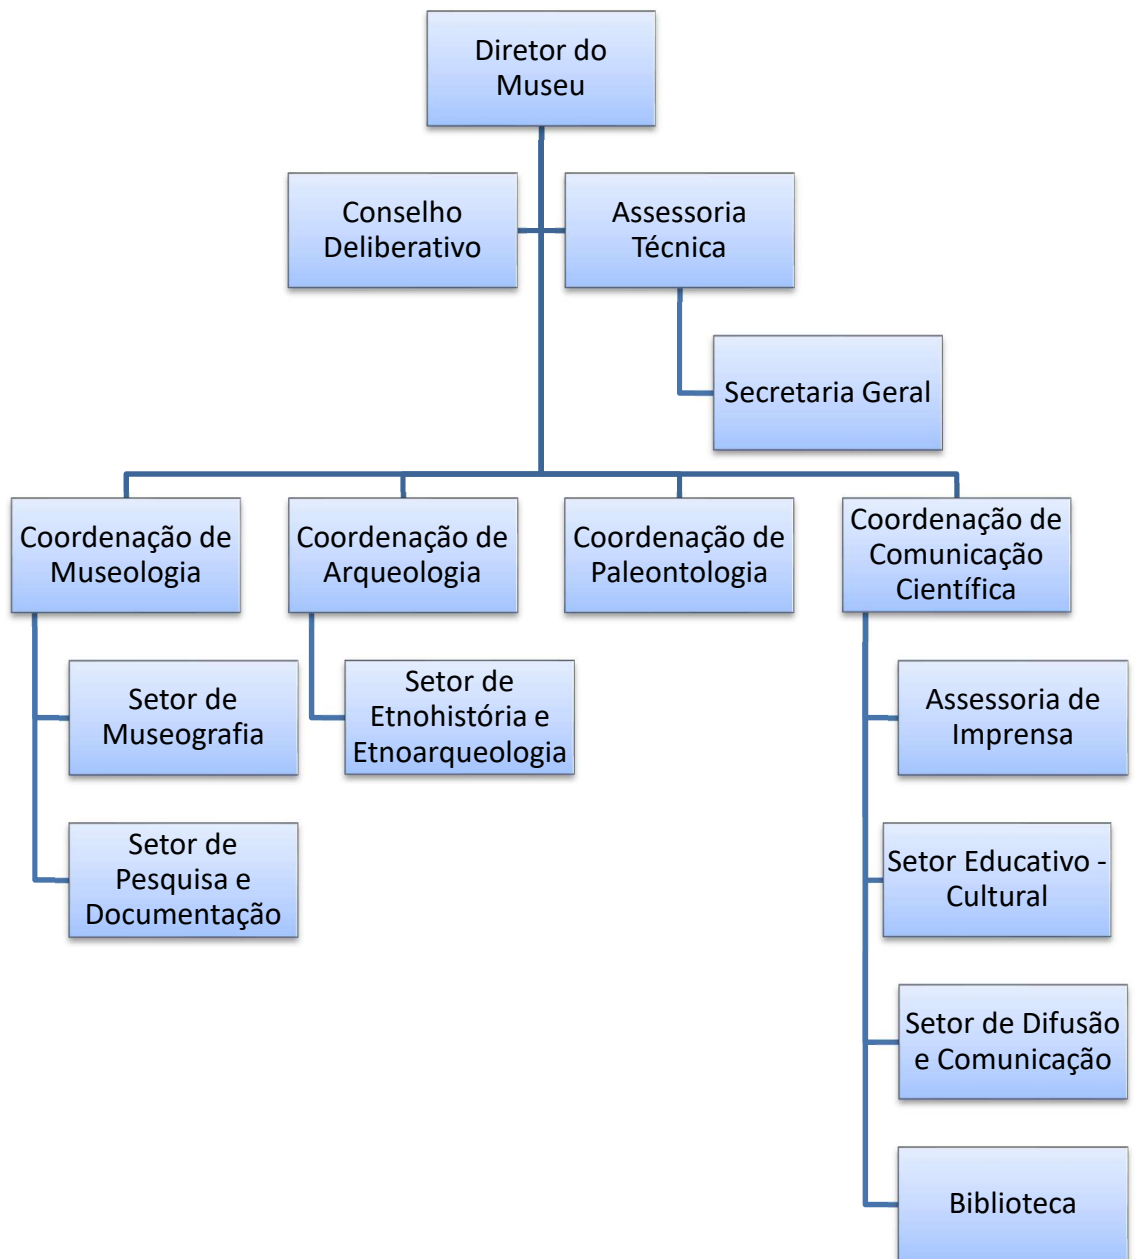 Diretor do
Museu
Conselho
Deliberativo
Assessoria
Técnica
Secretaria Geral
Coordenação de
Museologia
Coordenação de
Arqueologia
Coordenação de
Paleontologia
Coordenação de
Comunicação
Científica
Setor de
Museografia
Setor de
Etnohistória e
Etnoarqueologia
Assessoria de
Imprensa
Setor de
Pesquisa e
Documentação
Setor Educativo -
Cultural
Setor de Difusão
e Comunicação
Biblioteca